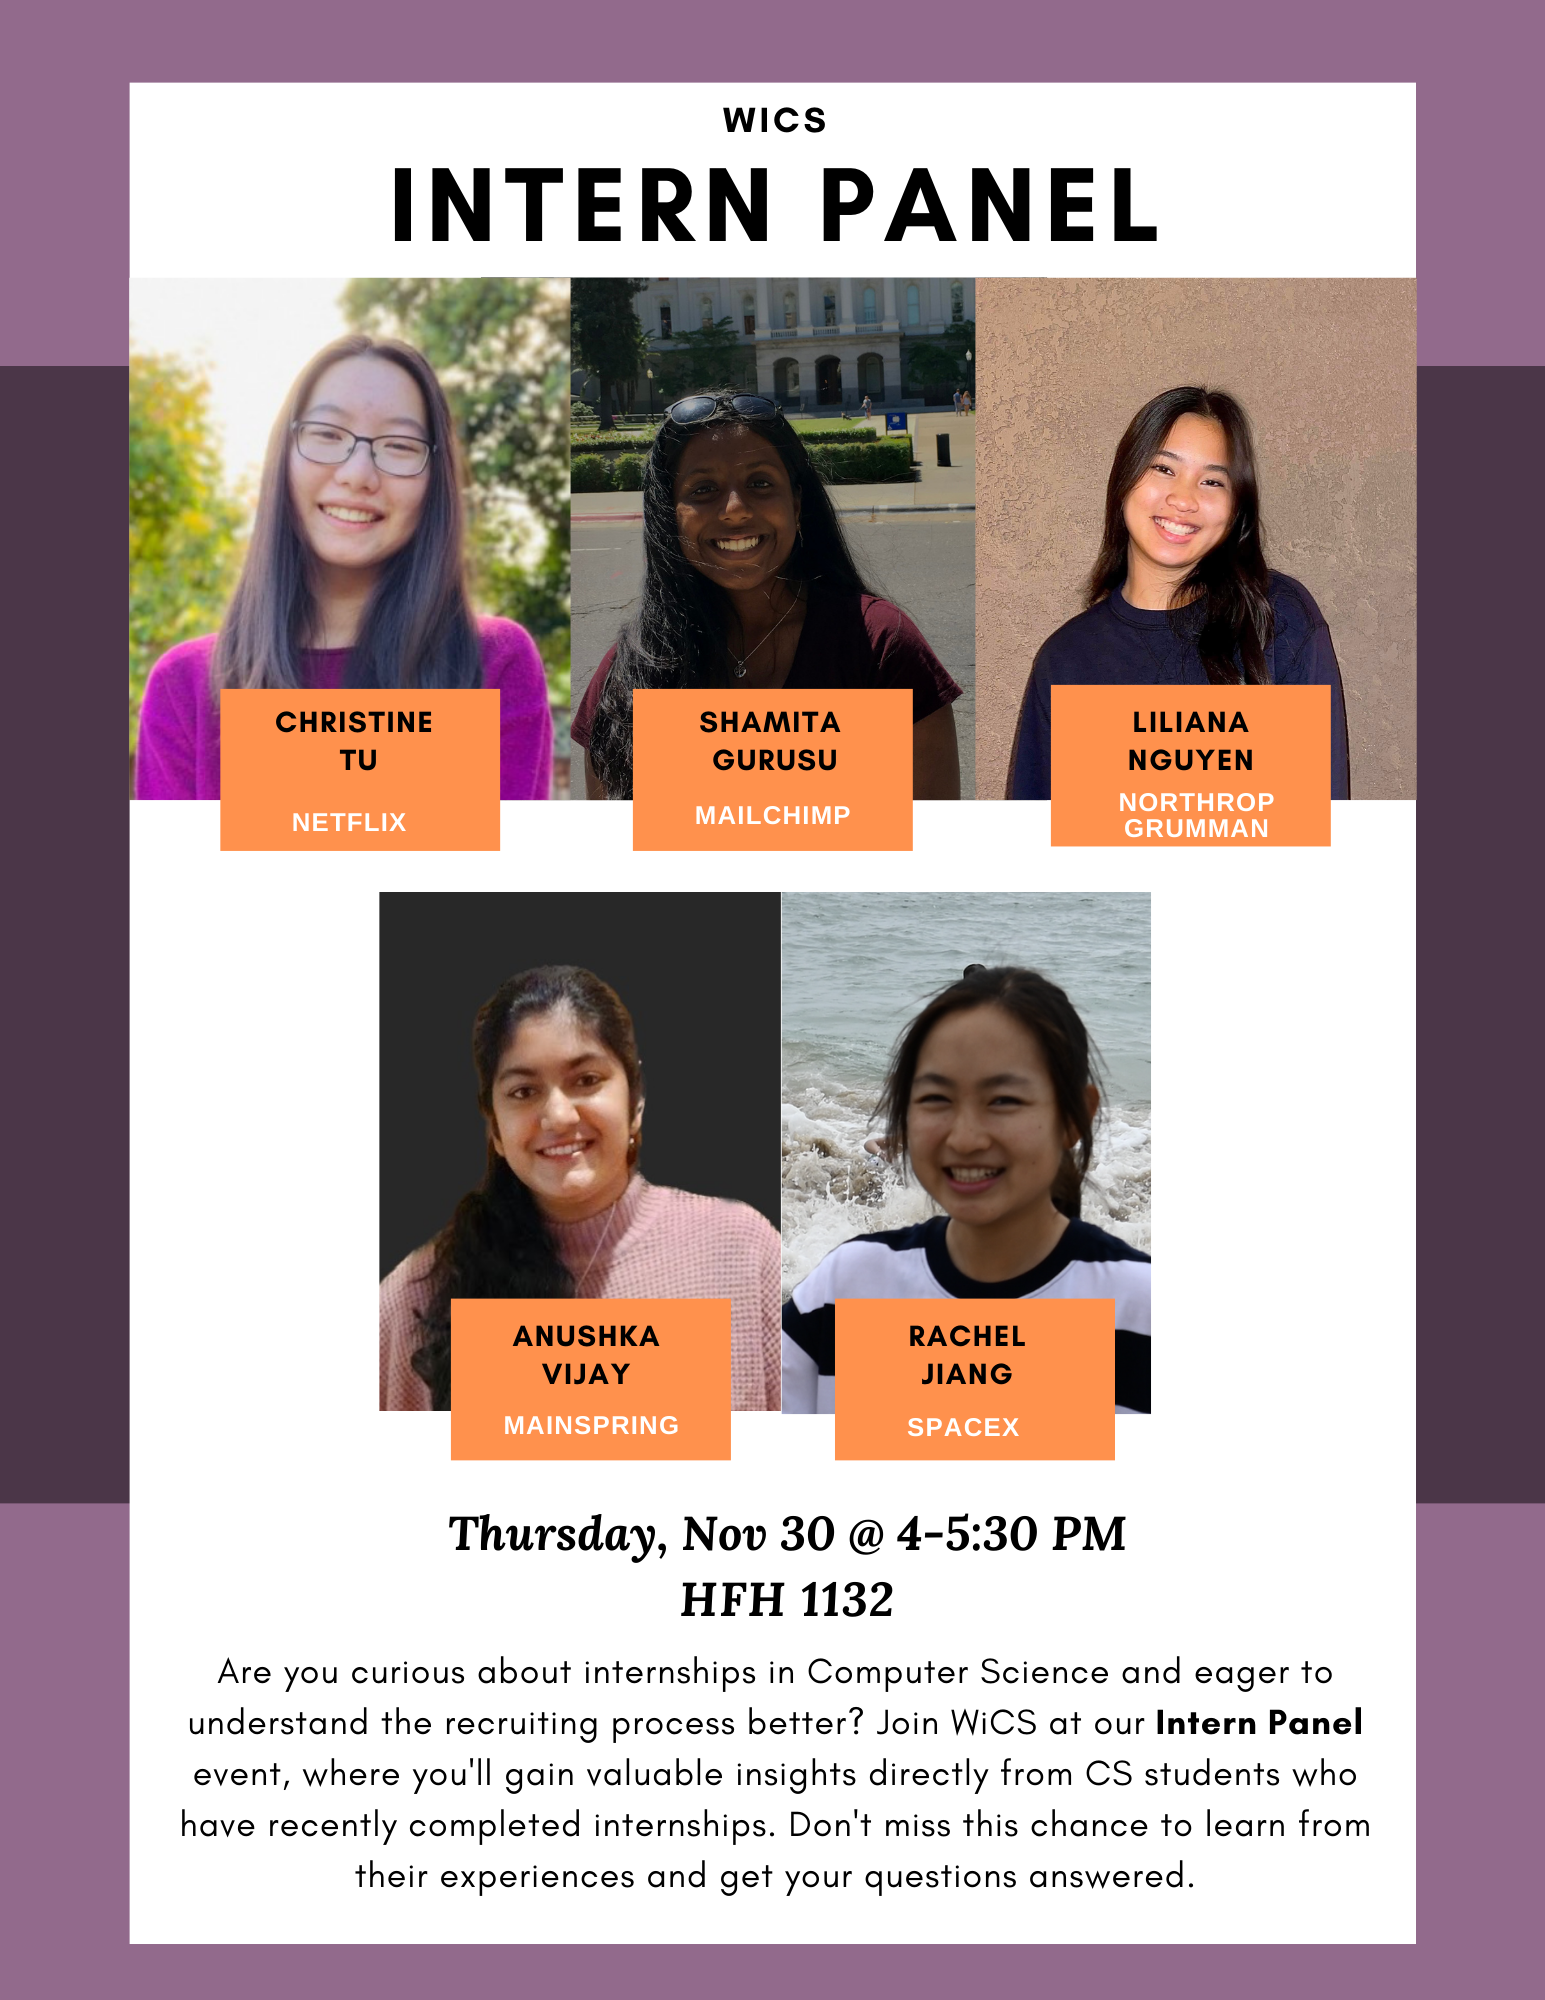 WICS
INTERN PANEL
CHRISTINE
TU
NETFLIX
SHAMITA
GURUSU
MAILCHIMP
LILIANA
NGUYEN
NORTHROP
GRUMMAN
ANUSHKA
VIJAY
MAINSPRING
RACHEL
JIANG
SPACEX
Thursday, Nov 30 @ 4-5:30 PM
HFH 1132
Are you curious about internships in Computer Science and eager to
understand the recruiting process better? Join WiCS at our Intern Panel
event, where you'll gain valuable insights directly from CS students who
have recently completed internships. Don't miss this chance to learn from
their experiences and get your questions answered.